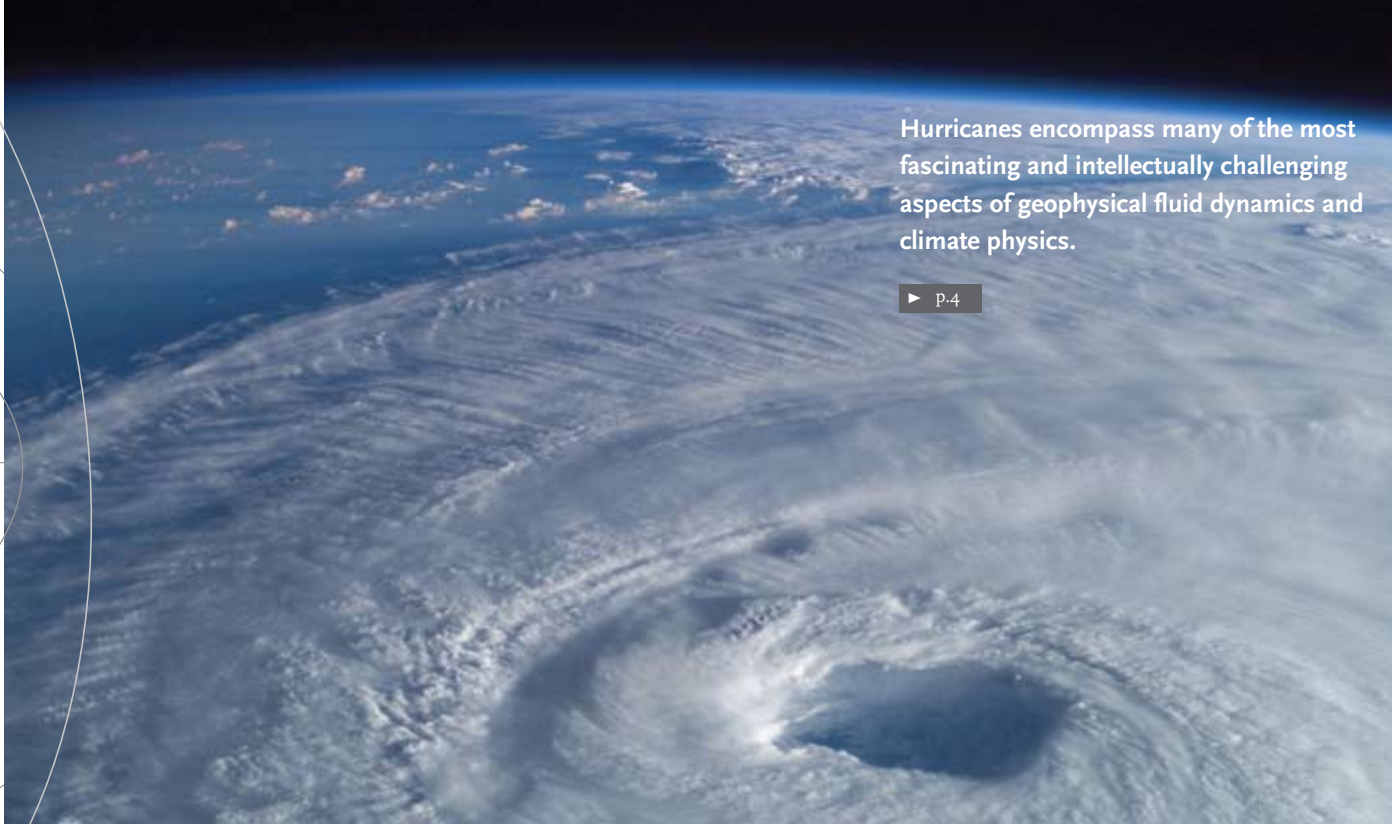 Hurricanes encompass many of the most
fascinating and intellectually challenging
aspects of geophysical fluid dynamics and
climate physics.
► p.4